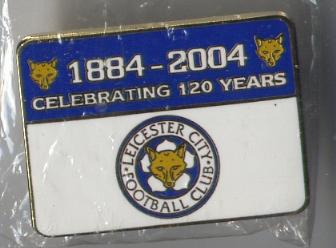 1884-2004
CELEBRATING 120 YEARS
LEICESTER CITY
FOOTBALL CLUB